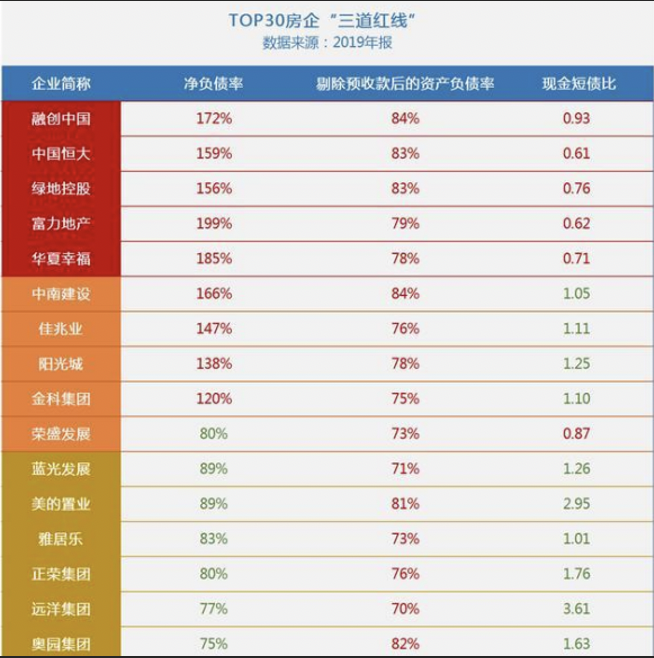 TOP30房企“三道红线”
数据来源：2019年报
企业简称 净负债率 剔除预收款后的资产负债率 现金短债比
融创中国 172% 84% 0.93
中国恒大 159% 83% 0.61
绿地控股 156% 83% 0.76
富力地产 199% 79% 0.62
华夏幸福 185% 78% 0.71
中南建设 166% 84% 1.05
佳兆业 147% 76% 1.11
阳光城 138% 78% 1.25
金科集团 120% 75% 1.10
荣盛发展 80% 73% 0.87
蓝光发展 89% 71% 1.26
美的置业 89% 81% 2.95
雅居乐 83% 73% 1.01
正荣集团 80% 76% 1.76
远洋集团 77% 70% 3.61
奥园集团 75% 82% 1.63